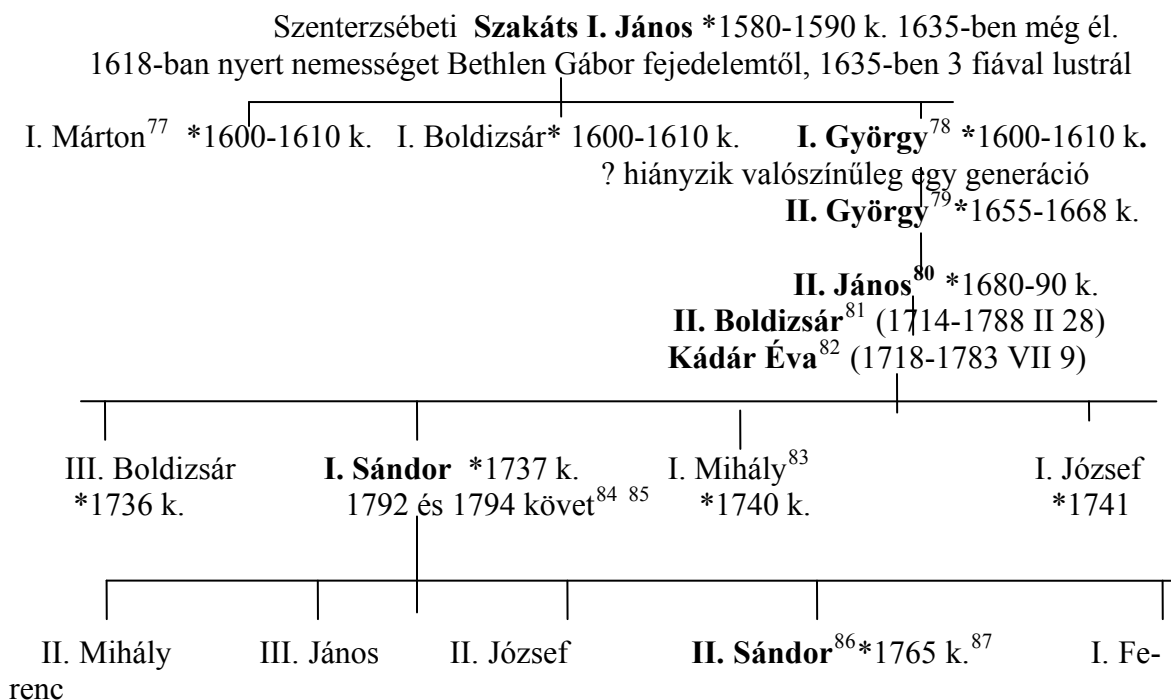 Szenterzsébeti Szakáts I. János *1580-1590 k. 1635-ben még él.
1618-ban nyert nemességet Bethlen Gábor fejedelemtől, 1635-ben 3 fiával lustrál
I. Márton77 *1600-1610 k. I. Boldizsár* 1600-1610 k. I. György78 *1600-1610 k.
? hiányzik valószínűleg egy generáció
II. György79*1655-1668 k.
II. János80 *1680-90 k.
II. Boldizsár81 (1714-1788 II 28)
Kádár Éva82 (1718-1783 VII 9)
III. Boldizsár I. Sándor *1737 k. I. Mihály83 I. József
*1736 k. 1792 és 1794 követ84 85 *1740 k. *1741
II. Mihály III. János II. József II. Sándor86*1765 k.87 I. Fe-
renc